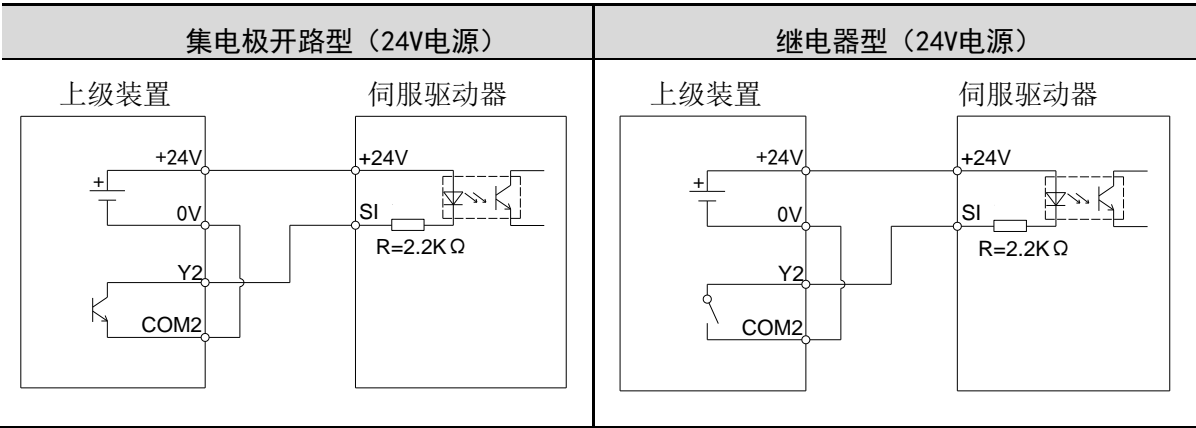 集电极开路型（24V电源）
继电器型（24V电源）
上级装置
伺服驱动器
+24V
+24V
+
0V
SI
R=2.2KΩ
Y2
COM2
上级装置
伺服驱动器
+24V
+24V
+
0V
SI
R=2.2KΩ
Y2
COM2